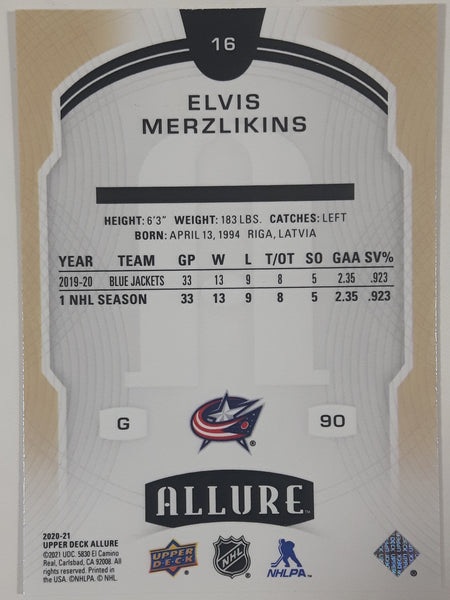 16
ELVIS
MERZLIKINS
HEIGHT: 6'3" WEIGHT: 183 LBS. CATCHES: LEFT
BORN: APRIL 13, 1994 RIGA, LATVIA
YEAR TEAM GP W L T/OT SO GAA SV%
2019-20 BLUE JACKETS 33 13 9 8 5 2.35 .923
1 NHL SEASON 33 13 9 8 5 2.35 .923
G 90
®
ALLURE™
2020-21
UPPER DECK ALLURE
©2021 UDC. 5830 El Camino
Real, Carlsbad, CA 92008. All
rights reserved. Printed in
the USA. ©NHLPA. © NHL.
UPPER DECK
NHL ®
NHLPA™